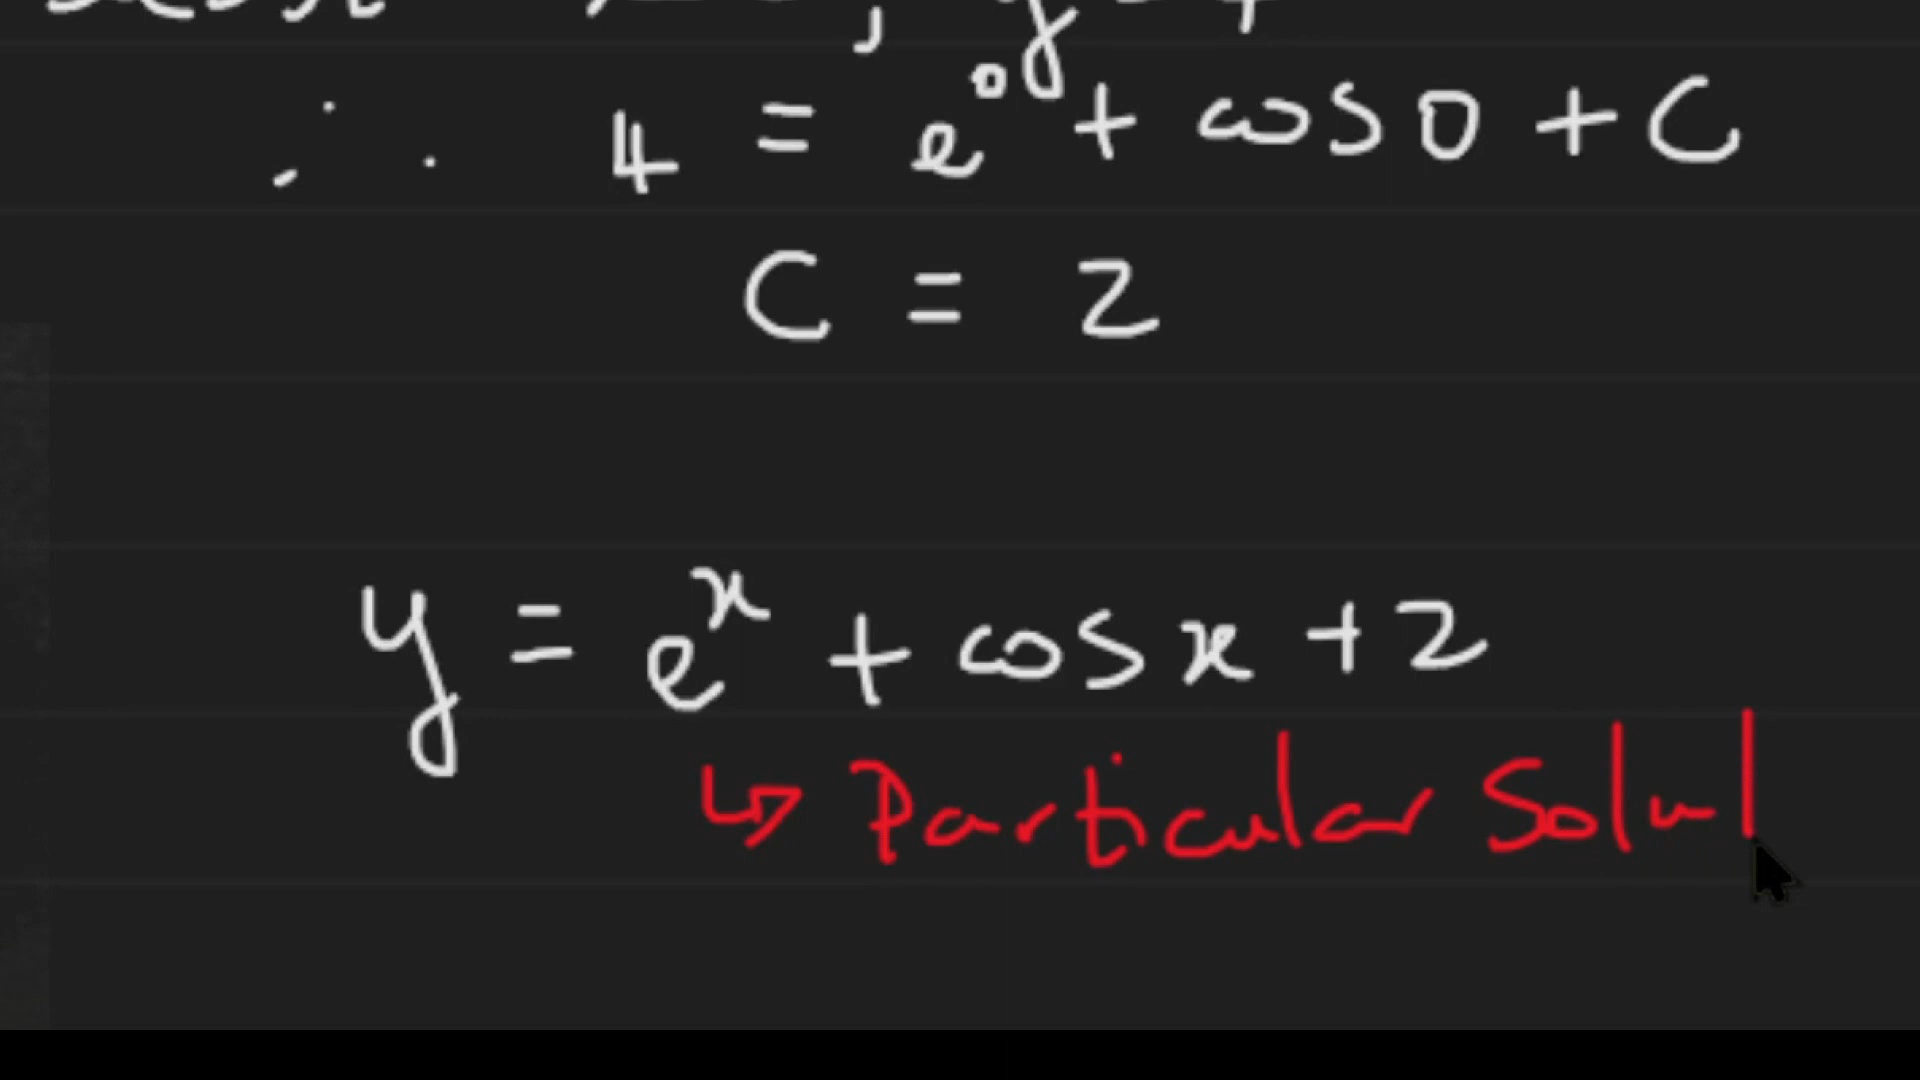 ∴ 4 = e⁰ + cos 0 + C
C = 2
y = eˣ + cos x + 2
↳ Particular Solu